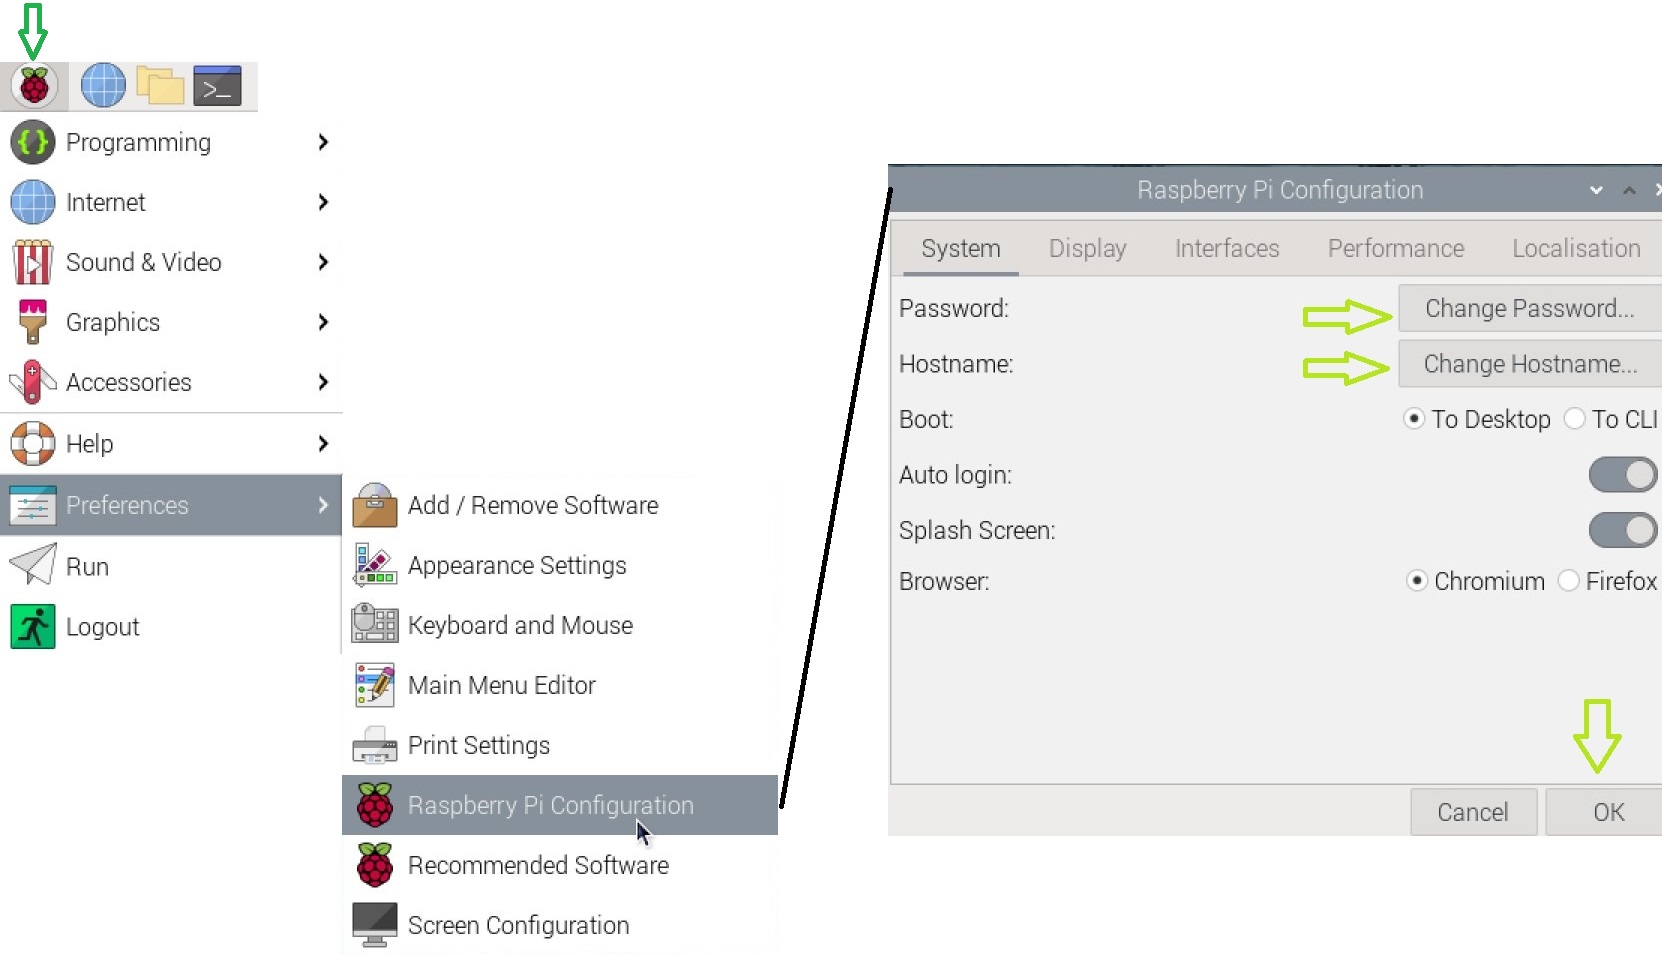 >_
Programming
Internet
Sound & Video
Graphics
Accessories
Help
Preferences
Run
Logout
Add / Remove Software
Appearance Settings
Keyboard and Mouse
Main Menu Editor
Print Settings
Raspberry Pi Configuration
Recommended Software
Screen Configuration
Raspberry Pi Configuration
System Display Interfaces Performance Localisation
Password: Change Password...
Hostname: Change Hostname...
Boot: To Desktop To CLI
Auto login:
Splash Screen:
Browser: Chromium Firefox
Cancel OK